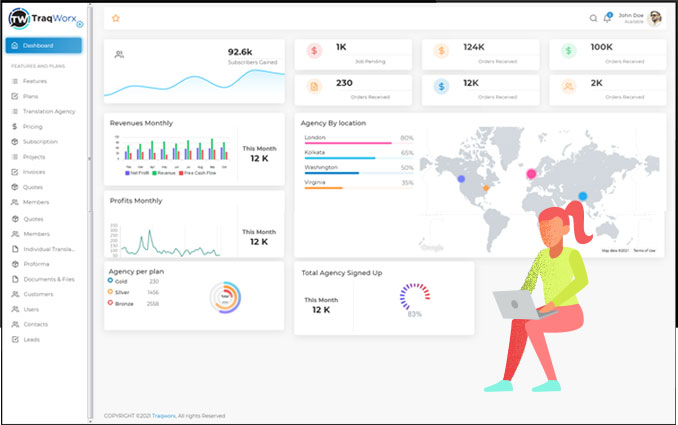 TW TraqWorx
John Doe
Available
Dashboard
FEATURES AND PLANS
Features
Plans
Translation Agency
Pricing
Subscription
Projects
Invoices
Quotes
Members
Quotes
Members
Individual Transla...
Proforma
Documents & Files
Customers
Users
Contacts
Leads
92.6k
Subscribers Gained
1K
Job Pending
124K
Orders Received
100K
Orders Received
230
Orders Received
12K
Orders Received
2K
Orders Received
Revenues Monthly
This Month
12 K
Net Profit Revenue Free Cash Flow
Agency By location
London 80%
Kolkata 65%
Washington 50%
Virginia 35%
Google
Map data ©2021 Terms of Use
Profits Monthly
350
This Month
12 K
Agency per plan
Gold 230
Silver 1456
Bronze 2558
Total Agency Signed Up
This Month
12 K
83%
COPYRIGHT ©2021 Traqworx, All rights Reserved